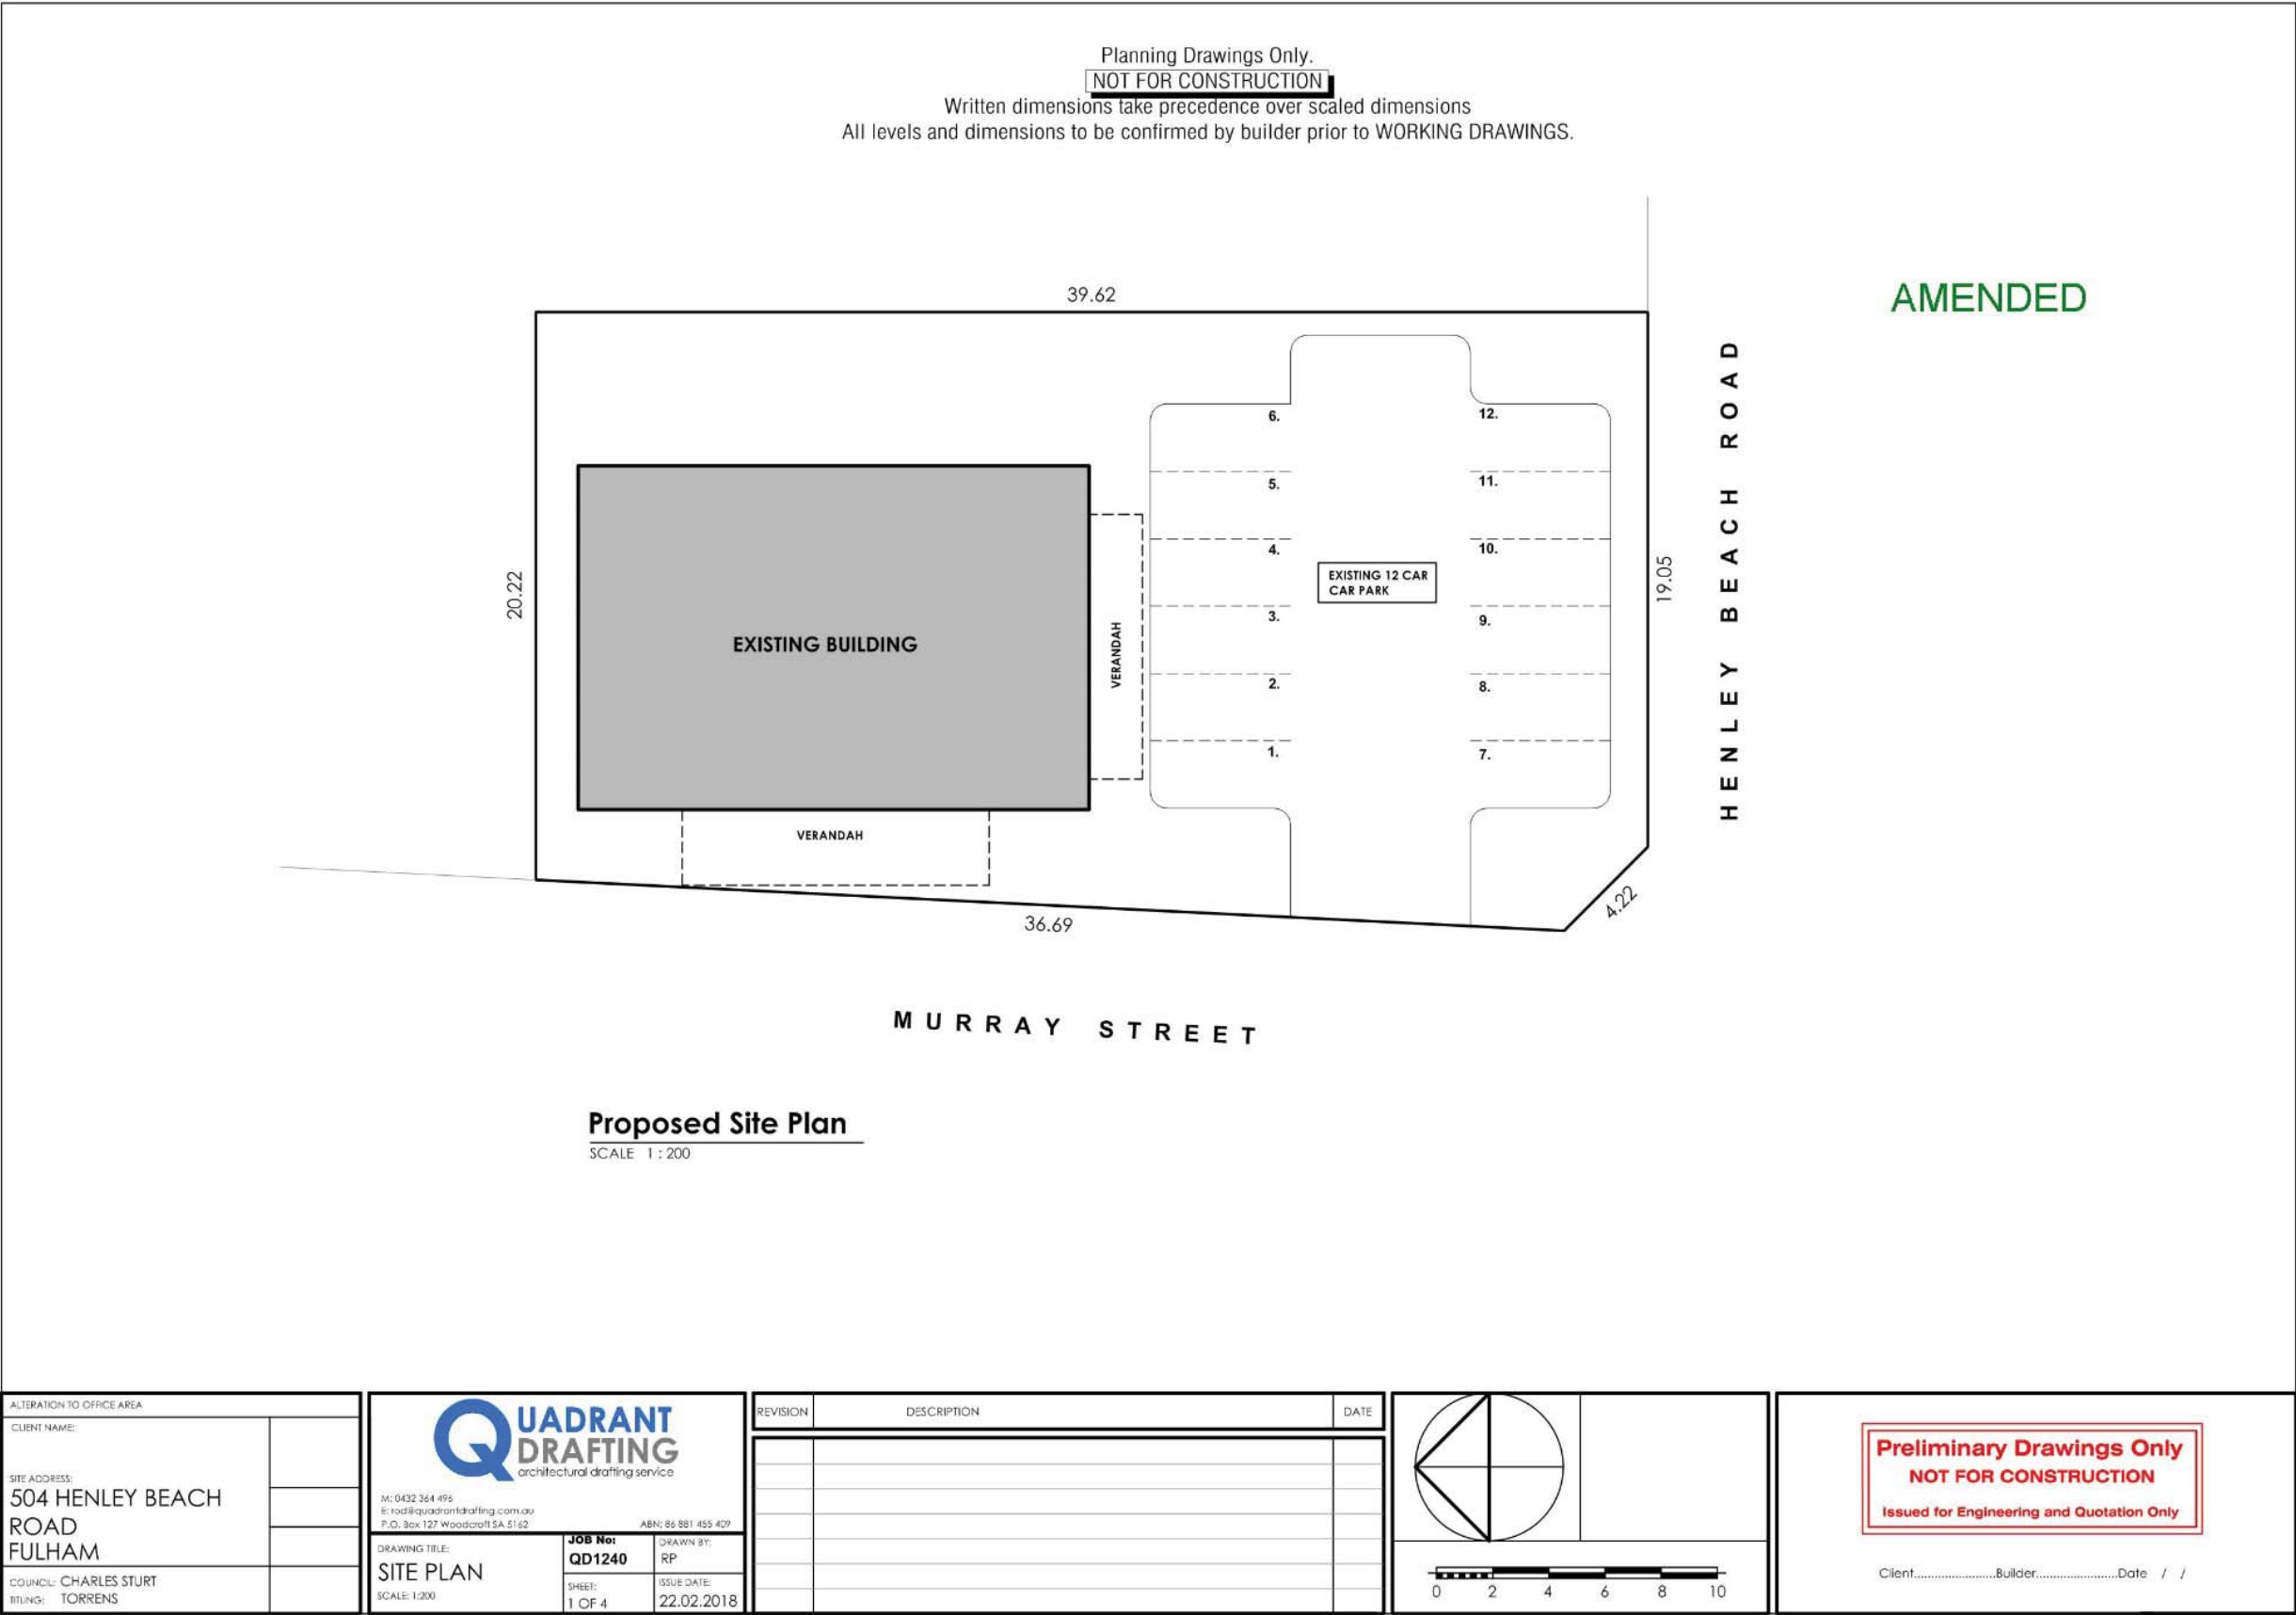 Planning Drawings Only.
NOT FOR CONSTRUCTION
Written dimensions take precedence over scaled dimensions
All levels and dimensions to be confirmed by builder prior to WORKING DRAWINGS.
AMENDED
39.62
20.22
19.05
4.22
36.69
HENLEY BEACH ROAD
6.
5.
4.
3.
2.
1.
12.
11.
10.
9.
8.
7.
EXISTING 12 CAR
CAR PARK
EXISTING BUILDING
VERANDAH
VERANDAH
MURRAY STREET
Proposed Site Plan
SCALE 1 : 200
ALTERATION TO OFFICE AREA
CLIENT NAME:
SITE ADDRESS:
504 HENLEY BEACH
ROAD
FULHAM
COUNCIL: CHARLES STURT
TITLING: TORRENS
QUADRANT
DRAFTING
architectural drafting service
M: 0432 364 496
E: rod@quadrantdrafting.com.au
P.O. Box 127 Woodcroft SA 5162
ABN: 86 881 455 409
DRAWING TITLE:
SITE PLAN
SCALE: 1:200
JOB No:
QD1240
DRAWN BY:
RP
SHEET:
1 OF 4
ISSUE DATE:
22.02.2018
REVISION DESCRIPTION DATE
0 2 4 6 8 10
Preliminary Drawings Only
NOT FOR CONSTRUCTION
Issued for Engineering and Quotation Only
Client.......................Builder.......................Date / /